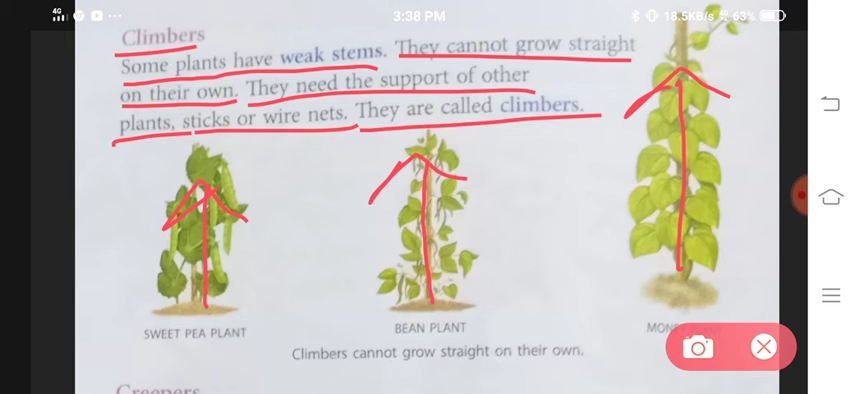 4G
3:38 PM
18.5KB/s
63%
Climbers
Some plants have weak stems. They cannot grow straight
on their own. They need the support of other
plants, sticks or wire nets. They are called climbers.
SWEET PEA PLANT
BEAN PLANT
Climbers cannot grow straight on their own.
Creepers